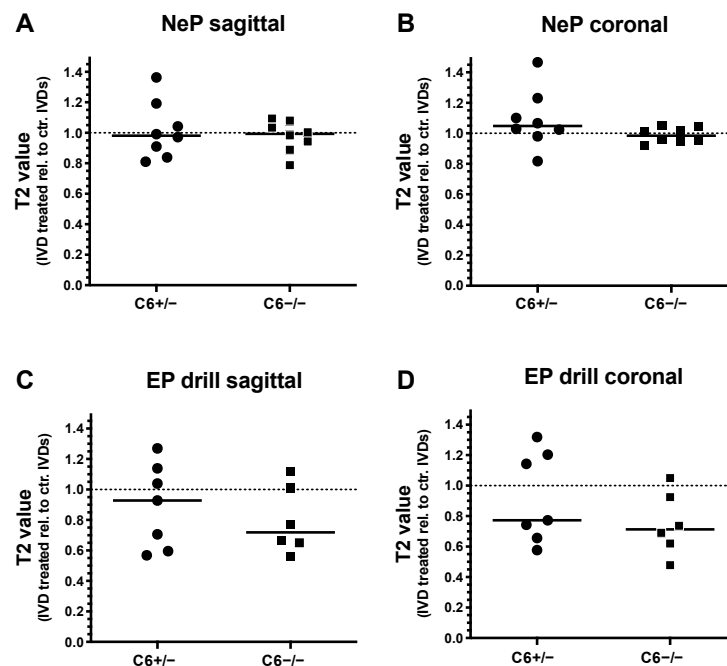 A
NeP sagittal
T2 value
(IVD treated rel. to ctr. IVDs)
1.4
1.2
1.0
0.8
0.6
0.4
0.2
0.0
C6+/−
C6−/−
B
NeP coronal
T2 value
(IVD treated rel. to ctr. IVDs)
1.4
1.2
1.0
0.8
0.6
0.4
0.2
0.0
C6+/−
C6−/−
C
EP drill sagittal
T2 value
(IVD treated rel. to ctr. IVDs)
1.4
1.2
1.0
0.8
0.6
0.4
0.2
0.0
C6+/−
C6−/−
D
EP drill coronal
T2 value
(IVD treated rel. to ctr. IVDs)
1.4
1.2
1.0
0.8
0.6
0.4
0.2
0.0
C6+/−
C6−/−